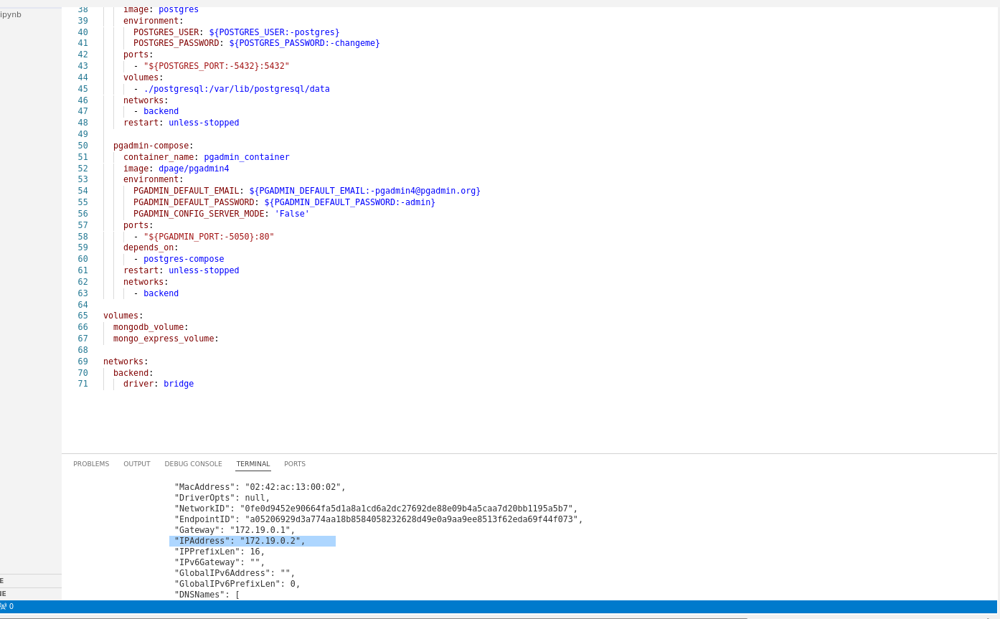 ipynb
38 image: postgres
39 environment:
40 POSTGRES_USER: ${POSTGRES_USER:-postgres}
41 POSTGRES_PASSWORD: ${POSTGRES_PASSWORD:-changeme}
42 ports:
43 - "${POSTGRES_PORT:-5432}:5432"
44 volumes:
45 - ./postgresql:/var/lib/postgresql/data
46 networks:
47 - backend
48 restart: unless-stopped
49
50 pgadmin-compose:
51 container_name: pgadmin_container
52 image: dpage/pgadmin4
53 environment:
54 PGADMIN_DEFAULT_EMAIL: ${PGADMIN_DEFAULT_EMAIL:-pgadmin4@pgadmin.org}
55 PGADMIN_DEFAULT_PASSWORD: ${PGADMIN_DEFAULT_PASSWORD:-admin}
56 PGADMIN_CONFIG_SERVER_MODE: 'False'
57 ports:
58 - "${PGADMIN_PORT:-5050}:80"
59 depends_on:
60 - postgres-compose
61 restart: unless-stopped
62 networks:
63 - backend
64
65 volumes:
66 mongodb_volume:
67 mongo_express_volume:
68
69 networks:
70 backend:
71 driver: bridge
PROBLEMS OUTPUT DEBUG CONSOLE TERMINAL PORTS
"MacAddress": "02:42:ac:13:00:02",
"DriverOpts": null,
"NetworkID": "0fe0d9452e90664fa5d1a8a1cd6a2dc27692de88e09b4a5caa7d20bb1195a5b7",
"EndpointID": "a05206929d3a774aa18b8584058232628d49e0a9aa9ee8513f62eda69f44f073",
"Gateway": "172.19.0.1",
"IPAddress": "172.19.0.2",
"IPPrefixLen": 16,
"IPv6Gateway": "",
"GlobalIPv6Address": "",
"GlobalIPv6PrefixLen": 0,
"DNSNames": [
E
NE
0